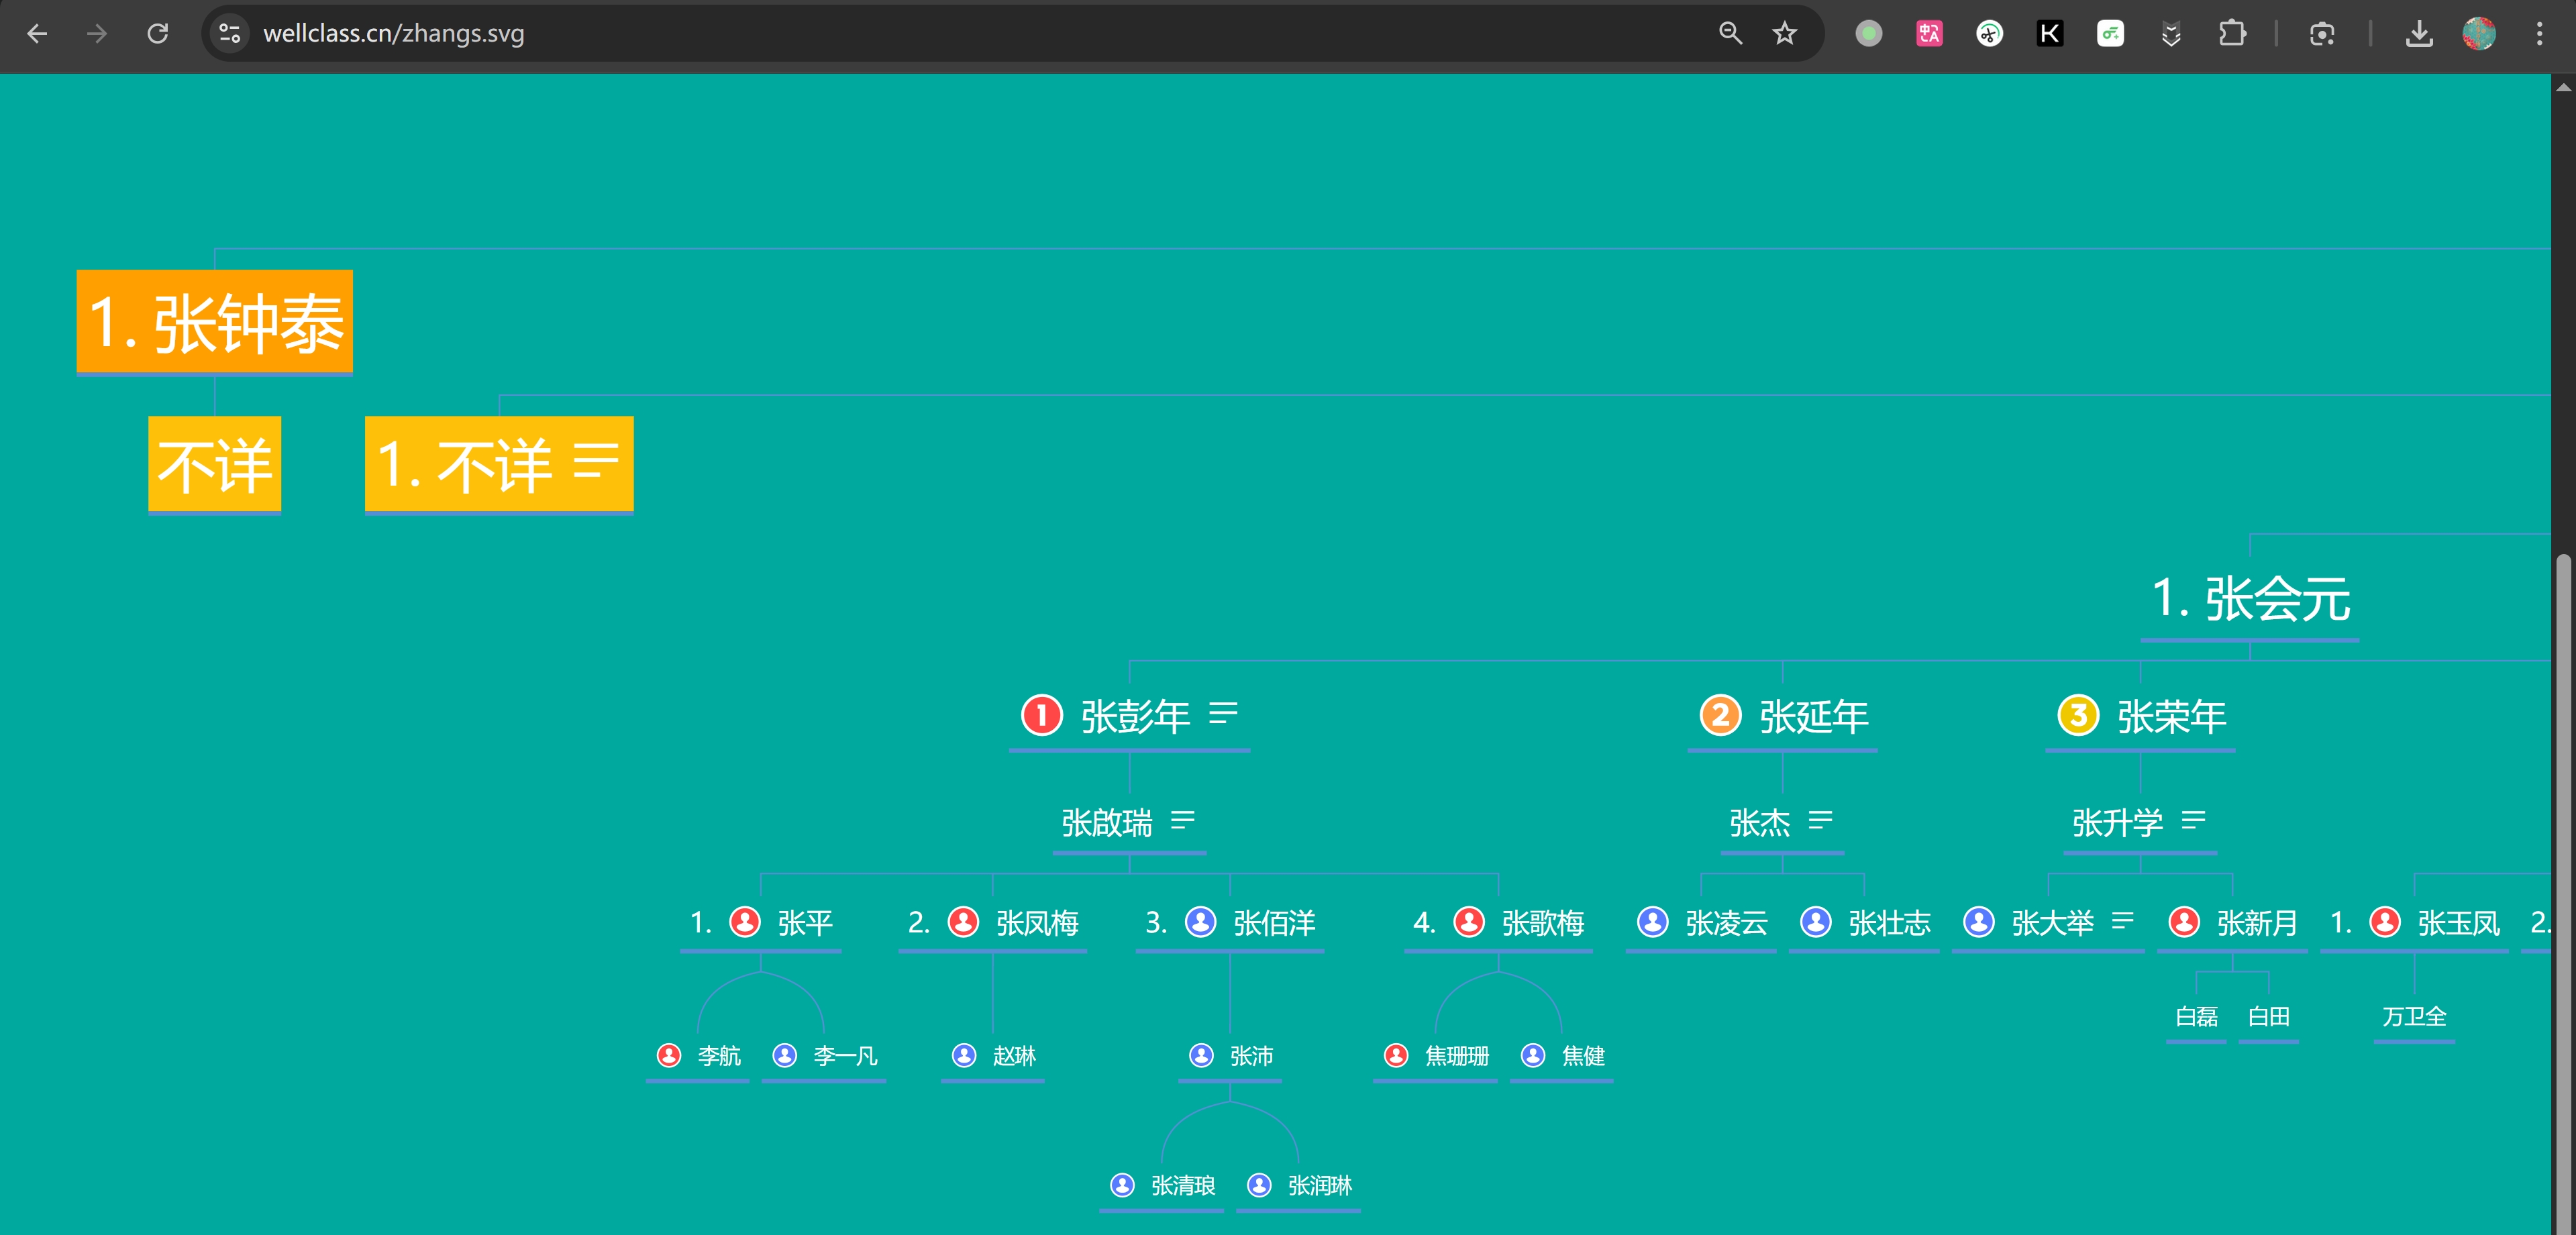 wellclass.cn/zhangs.svg
1. 张钟泰
不详
1. 不详
1. 张会元
1 张彭年
2 张延年
3 张荣年
张啟瑞
张杰
张升学
1. 张平
2. 张凤梅
3. 张佰洋
4. 张歌梅
张凌云
张壮志
张大举
张新月
1. 张玉凤
2.
白磊
白田
万卫全
李航
李一凡
赵琳
张沛
焦珊珊
焦健
张清琅
张润琳